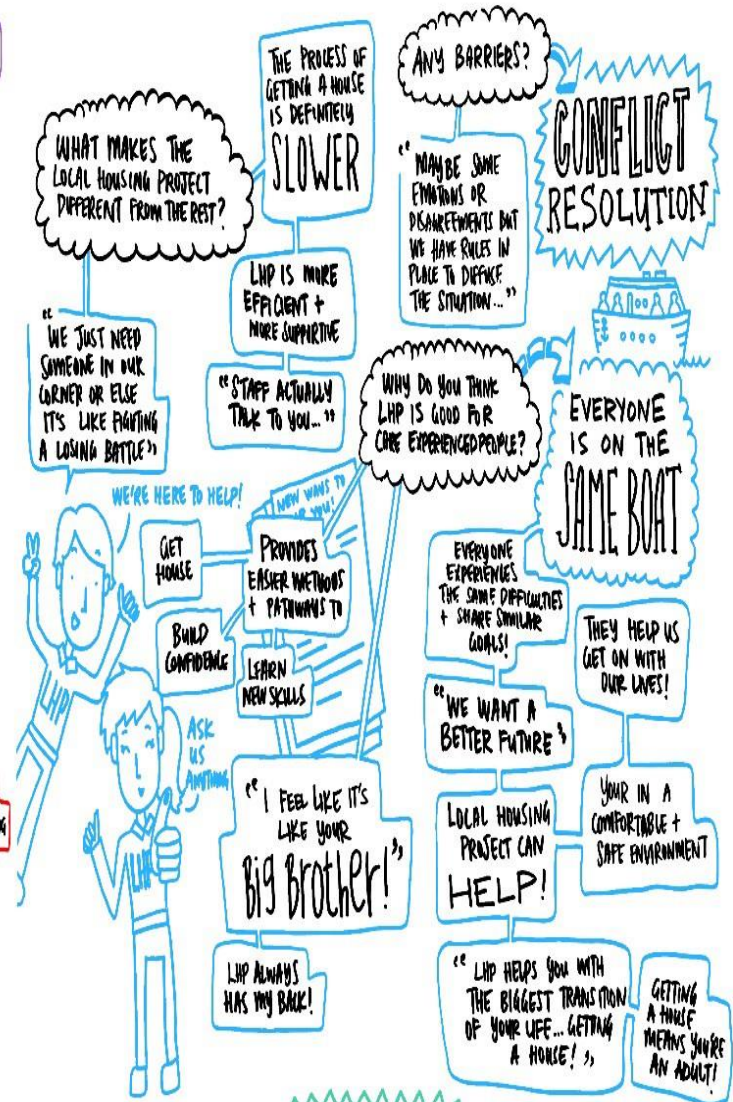 WHAT MAKES THE
LOCAL HOUSING PROJECT
DIFFERENT FROM THE REST?
THE PROCESS OF
GETTING A HOUSE
IS DEFINITELY
SLOWER
LHP IS MORE
EFFICIENT +
MORE SUPPORTIVE
"STAFF ACTUALLY
TALK TO YOU..."
"WE JUST NEED
SOMEONE IN OUR
CORNER OR ELSE
IT'S LIKE FIGHTING
A LOSING BATTLE"
ANY BARRIERS?
"MAYBE SOME
EMOTIONS OR
DISAGREEMENTS BUT
WE HAVE RULES IN
PLACE TO DIFFUSE
THE SITUATION..."
CONFLICT
RESOLUTION
WHY DO YOU THINK
LHP IS GOOD FOR
CARE EXPERIENCED PEOPLE?
EVERYONE
IS ON THE
SAME BOAT
WE'RE HERE TO HELP!
NEW WAYS TO
YOU!
PROVIDES
EASIER METHODS
+ PATHWAYS TO
GET
HOUSE
BUILD
CONFIDENCE
LEARN
NEW SKILLS
LHP
ASK
US
ANYTHING
LHP
"I FEEL LIKE IT'S
LIKE YOUR
Big Brother!"
LHP ALWAYS
HAS MY BACK!
EVERYONE
EXPERIENCES
THE SAME DIFFICULTIES
+ SHARE SIMILAR
GOALS!
"WE WANT A
BETTER FUTURE"
LOCAL HOUSING
PROJECT CAN
HELP!
THEY HELP US
GET ON WITH
OUR LIVES!
YOUR IN A
COMFORTABLE +
SAFE ENVIRONMENT
"LHP HELPS YOU WITH
THE BIGGEST TRANSITION
OF YOUR LIFE... GETTING
A HOUSE!"
GETTING
A HOUSE
MEANS YOU'RE
AN ADULT!